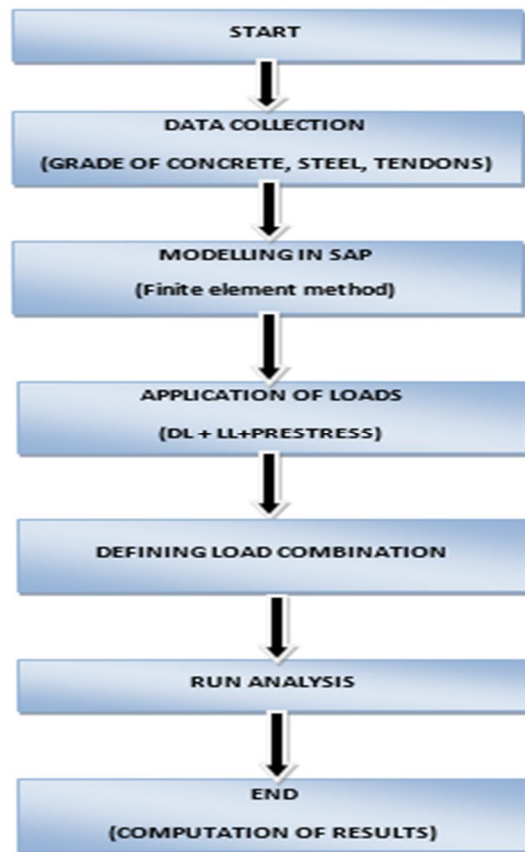 START
DATA COLLECTION
(GRADE OF CONCRETE, STEEL, TENDONS)
MODELLING IN SAP
(Finite element method)
APPLICATION OF LOADS
(DL + LL+PRESTRESS)
DEFINING LOAD COMBINATION
RUN ANALYSIS
END
(COMPUTATION OF RESULTS)